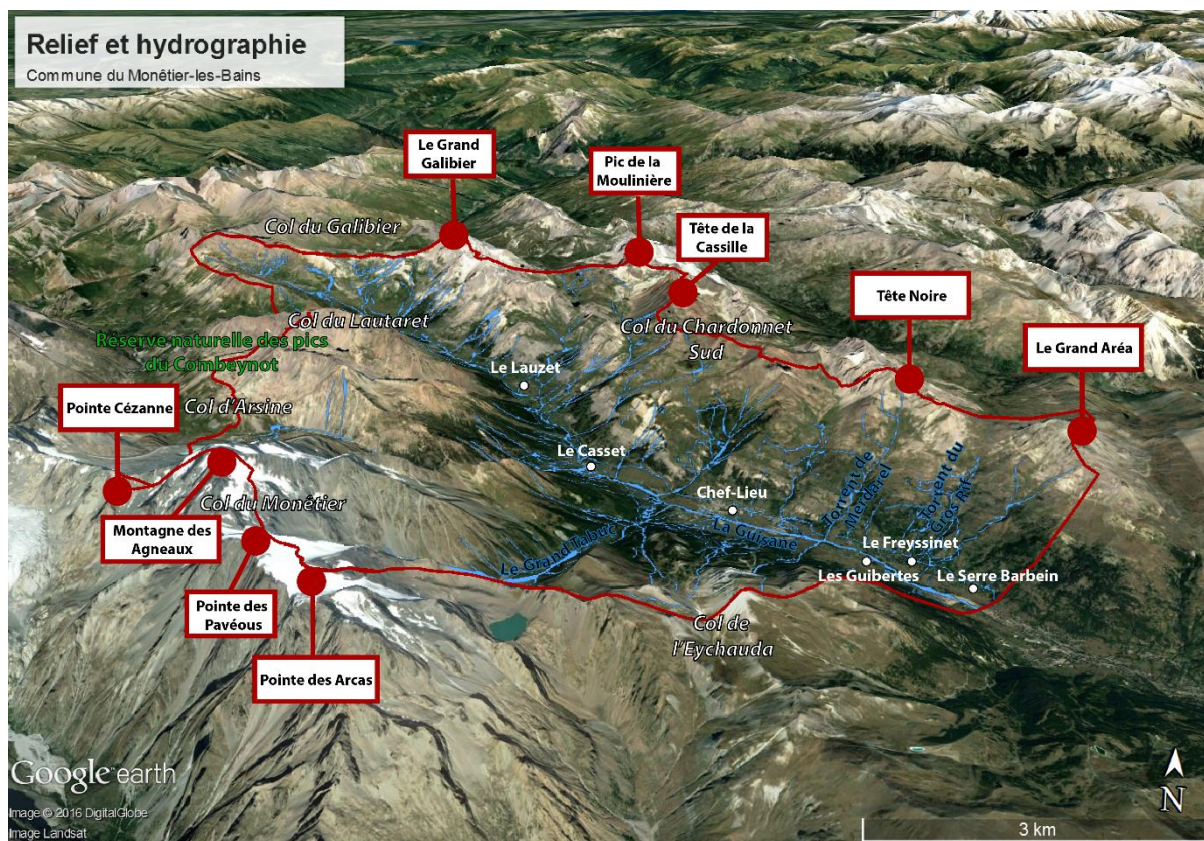 Relief et hydrographie
Commune du Monêtier-les-Bains
Le Grand
Galibier
Pic de la
Moulinière
Tête de la
Cassille
Col du Galibier
Tête Noire
Le Grand Aréa
Col du Lautaret
Col du Chardonnet
Sud
Réserve naturelle des pics
du Combeynot
Le Lauzet
Pointe Cézanne
Col d'Arsine
Le Casset
Torrent de
Merdarel
Torrent du
Gros Rif
Chef-Lieu
Col du Monêtier
Montagne des
Agneaux
La Guisane
Le Freyssinet
Le Grand Tabuc
Les Guibertes
Le Serre Barbein
Pointe des
Pavéous
Col de
l'Eychauda
Pointe des Arcas
Google earth
Image © 2016 DigitalGlobe
Image Landsat
N
3 km